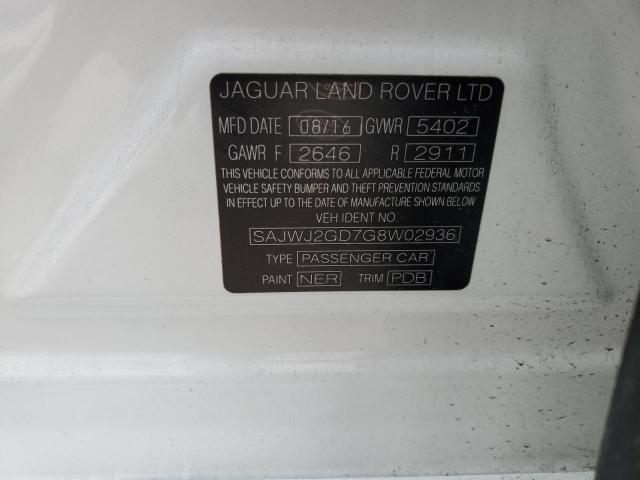 JAGUAR LAND ROVER LTD
MFD DATE 08/16 GVWR 5402
GAWR F 2646 R 2911
THIS VEHICLE CONFORMS TO ALL APPLICABLE FEDERAL MOTOR
VEHICLE SAFETY BUMPER AND THEFT PREVENTION STANDARDS
IN EFFECT UP TO THE DATE OF MANUFACTURE SHOWN BELOW
VEH IDENT NO
SAJWJ2GD7G8W02936
TYPE PASSENGER CAR
PAINT NER TRIM PDB